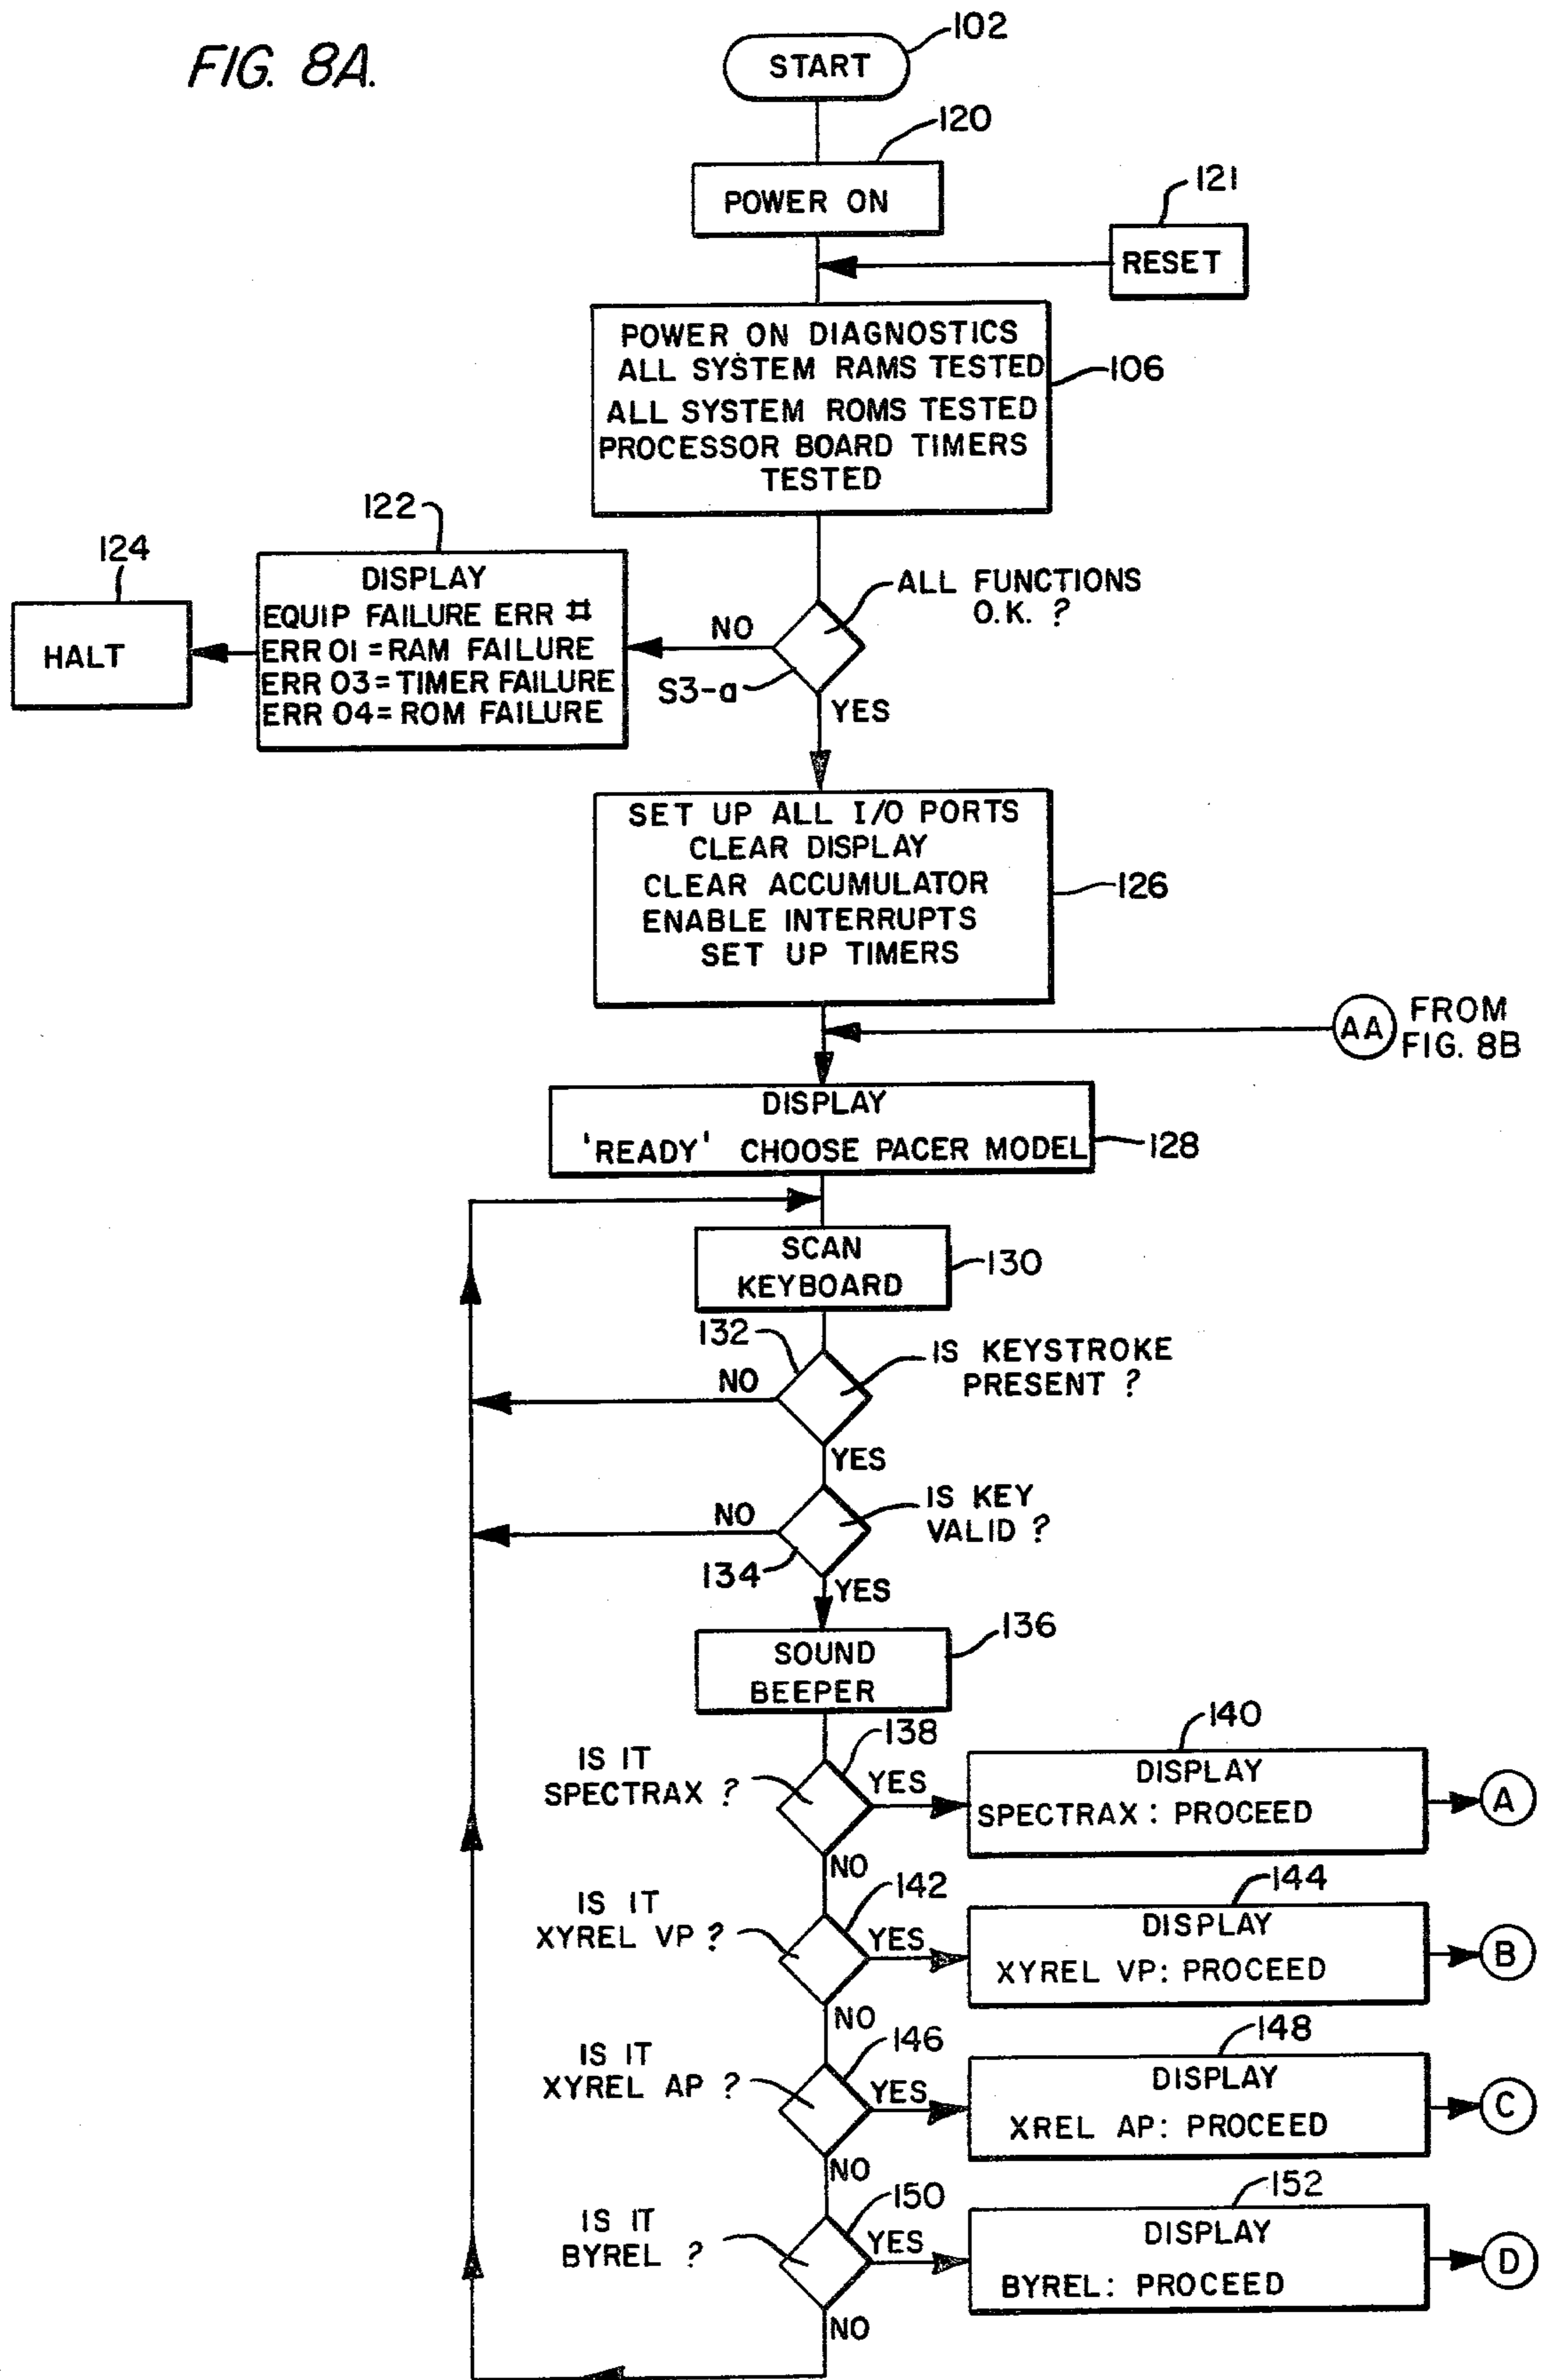 FIG. 8A.
102
START
120
POWER ON
121
RESET
POWER ON DIAGNOSTICS
ALL SYSTEM RAMS TESTED
ALL SYSTEM ROMS TESTED
PROCESSOR BOARD TIMERS
TESTED
106
122
124
DISPLAY
EQUIP FAILURE ERR #
ERR 01 = RAM FAILURE
ERR 03 = TIMER FAILURE
ERR 04 = ROM FAILURE
HALT
NO
ALL FUNCTIONS
O.K. ?
S3-a
YES
SET UP ALL I/O PORTS
CLEAR DISPLAY
CLEAR ACCUMULATOR
ENABLE INTERRUPTS
SET UP TIMERS
126
AA
FROM
FIG. 8B
DISPLAY
'READY' CHOOSE PACER MODEL
128
SCAN
KEYBOARD
130
132
NO
IS KEYSTROKE
PRESENT ?
YES
NO
IS KEY
VALID ?
134
YES
136
SOUND
BEEPER
138
IS IT
SPECTRAX ?
YES
140
DISPLAY
SPECTRAX : PROCEED
A
NO
142
IS IT
XYREL VP ?
YES
144
DISPLAY
XYREL VP: PROCEED
B
NO
146
IS IT
XYREL AP ?
YES
148
DISPLAY
XREL AP: PROCEED
C
NO
150
IS IT
BYREL ?
YES
152
DISPLAY
BYREL: PROCEED
D
NO